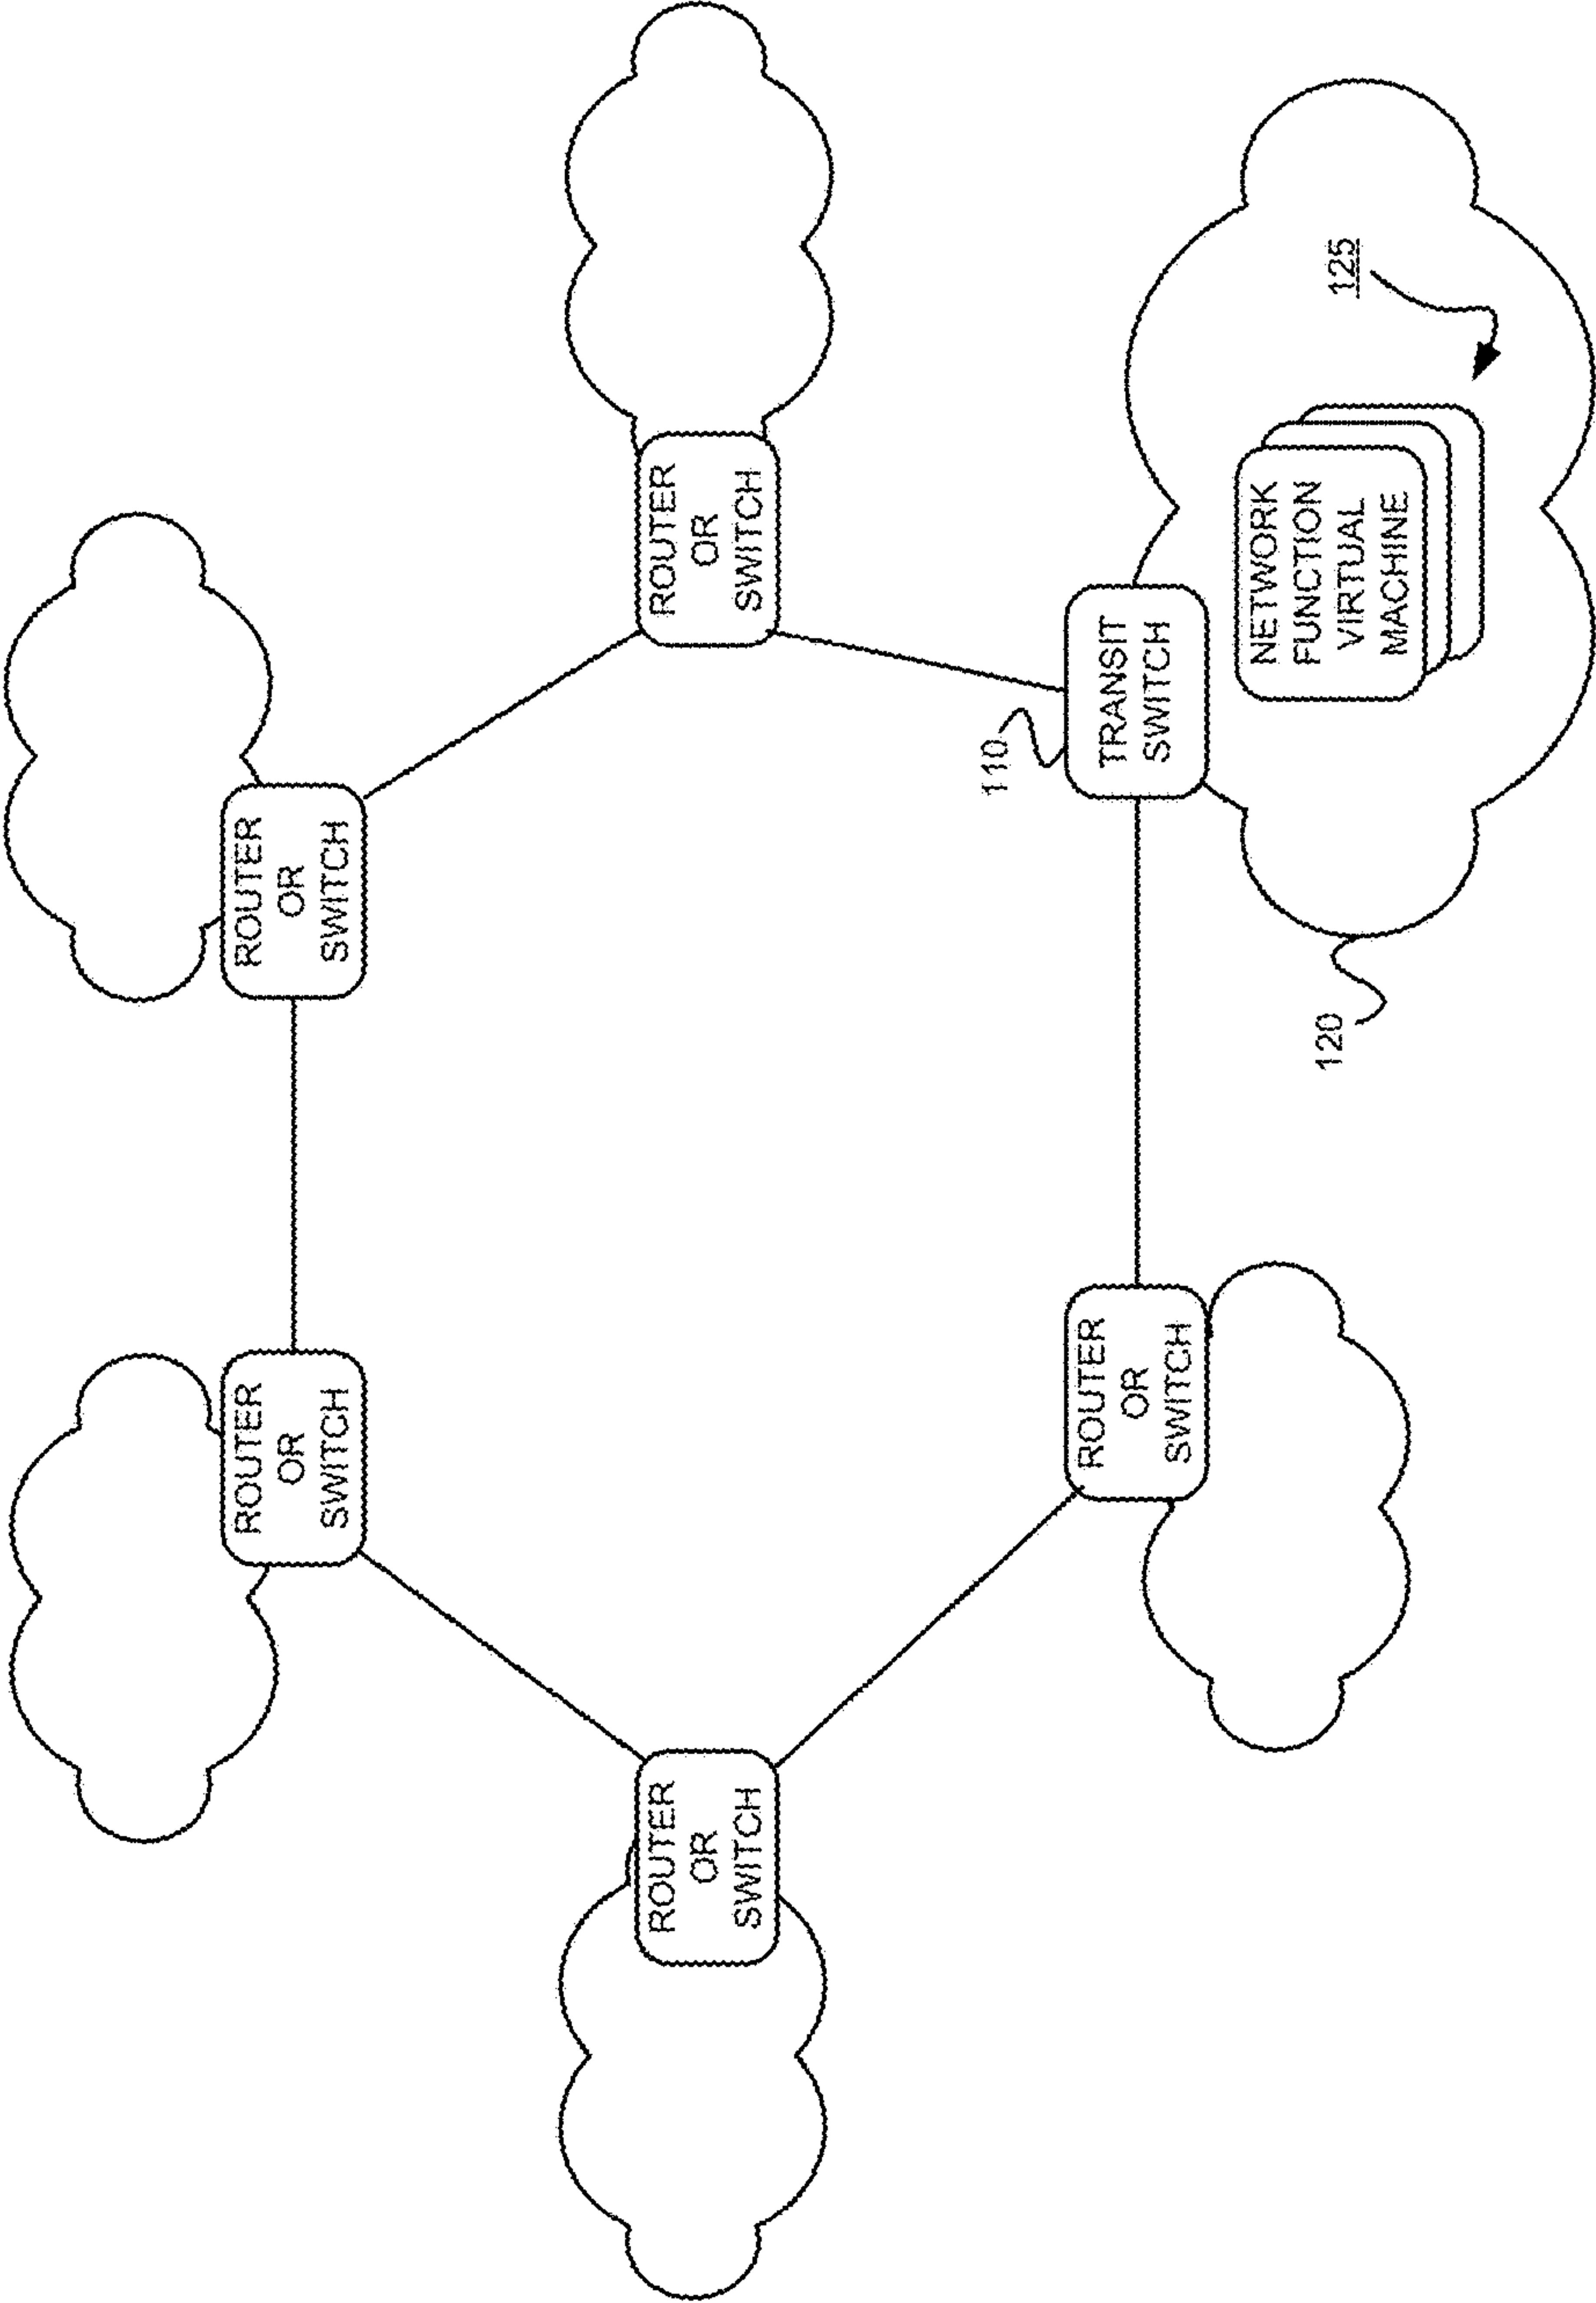 ROUTER
OR
SWITCH
ROUTER
OR
SWITCH
ROUTER
OR
SWITCH
ROUTER
OR
SWITCH
110
TRANSIT
SWITCH
ROUTER
OR
SWITCH
NETWORK
FUNCTION
VIRTUAL
MACHINE
120
125